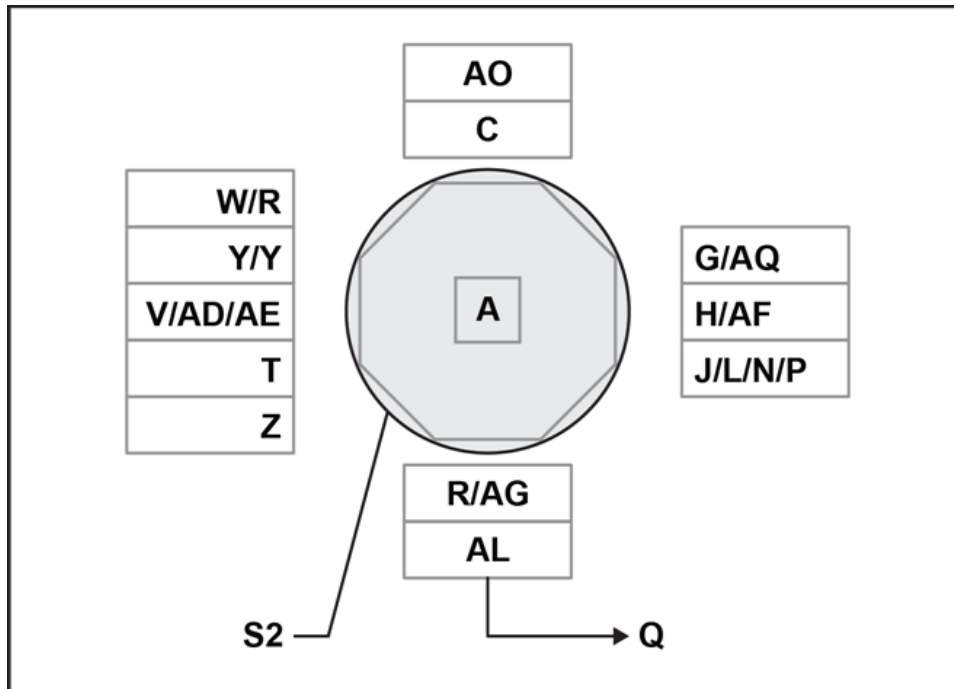 AO
C
W/R
Y/Y
V/AD/AE
T
Z
A
G/AQ
H/AF
J/L/N/P
R/AG
AL
S2
Q